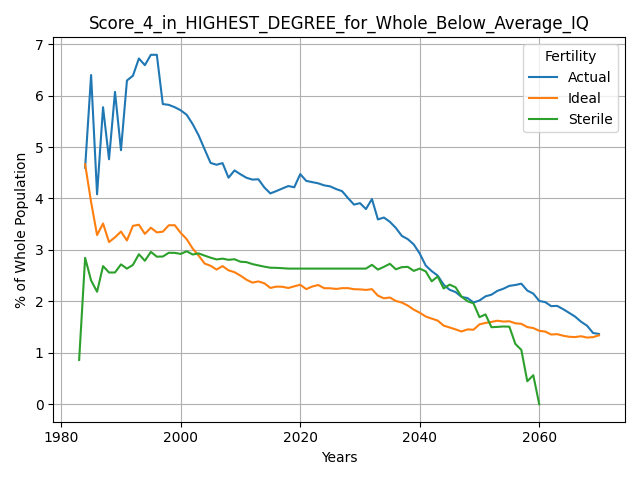 Score_4_in_HIGHEST_DEGREE_for_Whole_Below_Average_IQ
Fertility
Actual
Ideal
Sterile
% of Whole Population
7
6
5
4
3
2
1
0
1980
2000
2020
2040
2060
Years